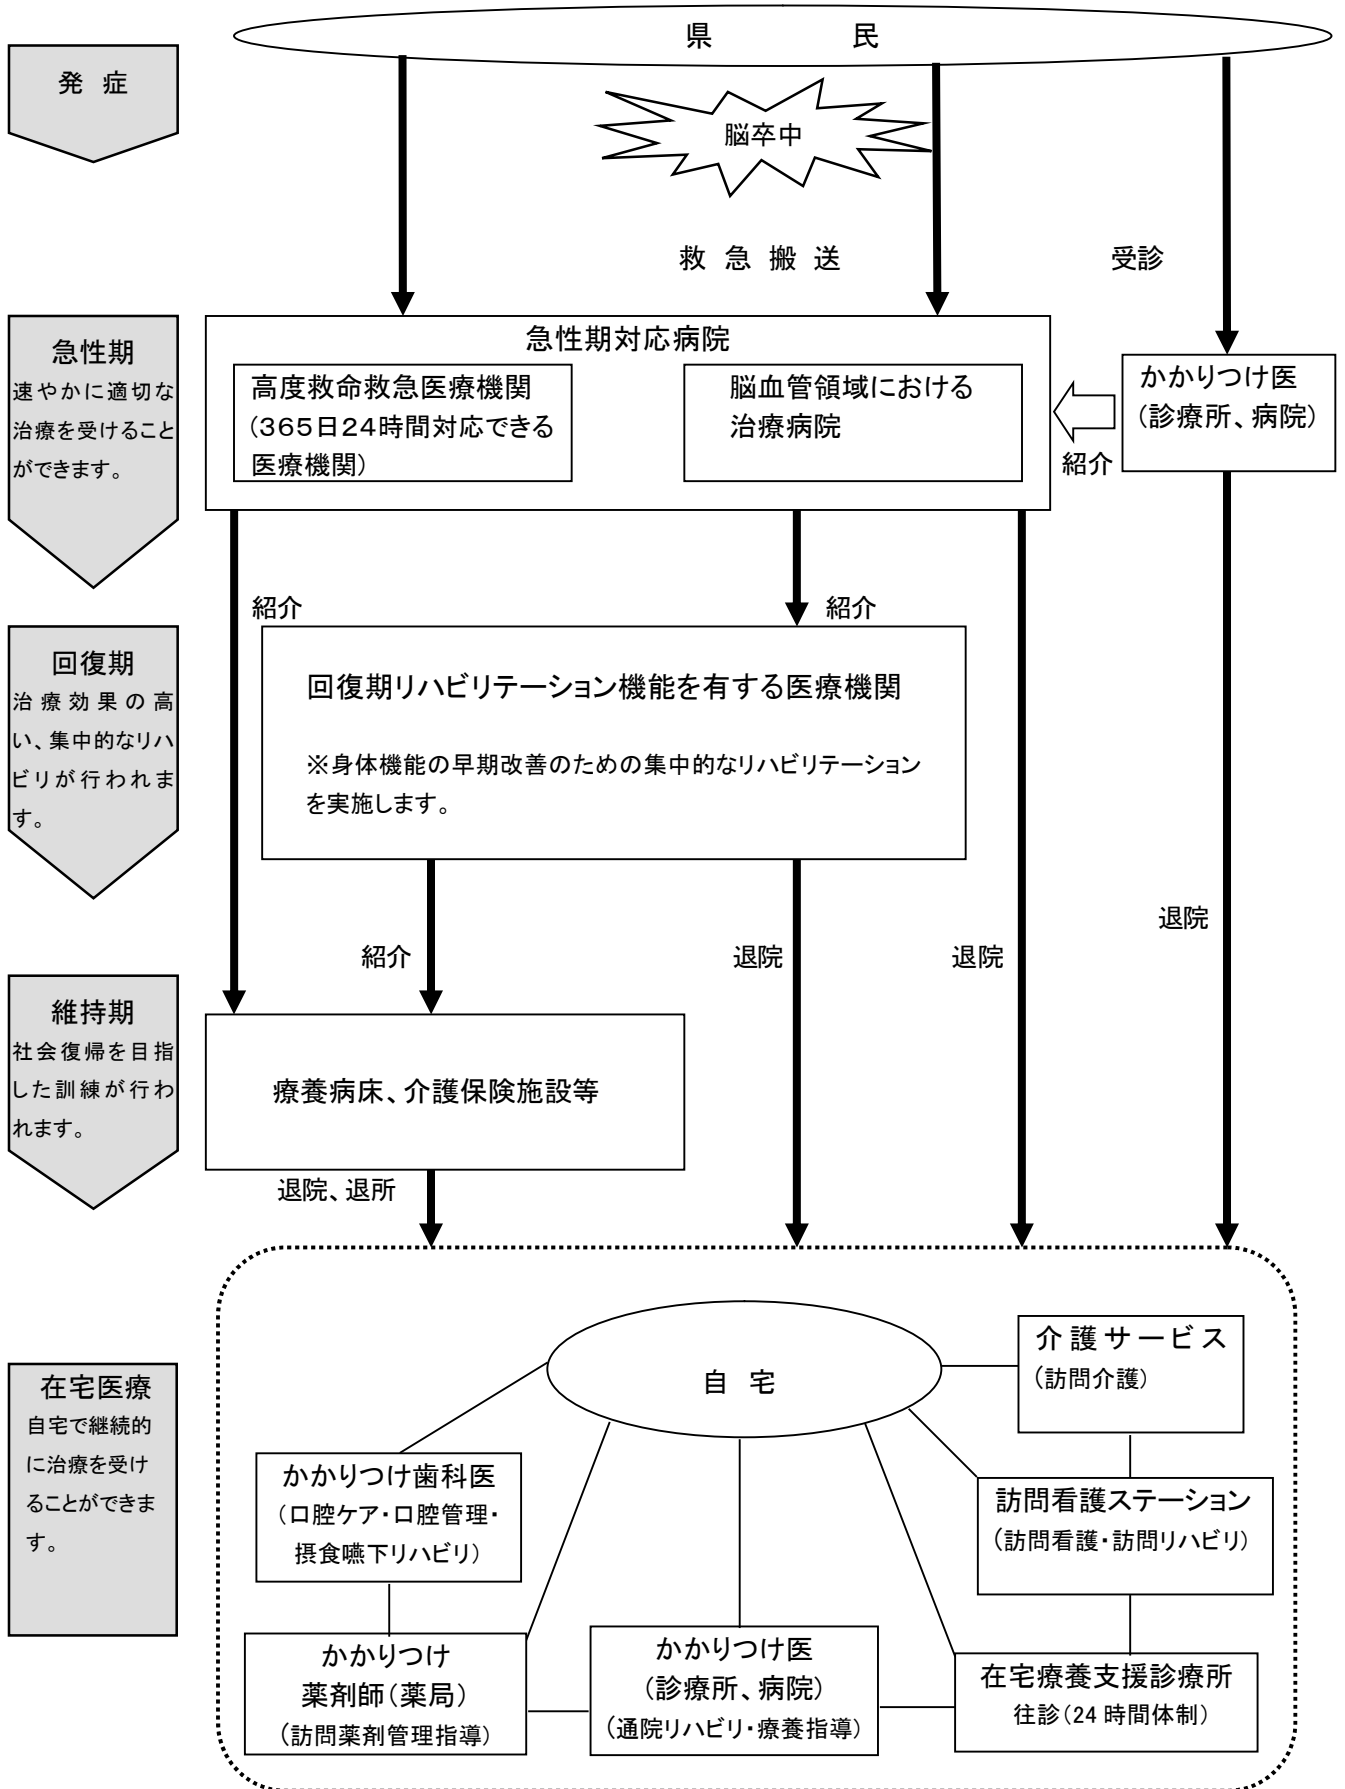 県　　民
発 症
脳卒中
救 急 搬 送
受診
急性期
速やかに適切な
治療を受けること
ができます。
急性期対応病院
高度救命救急医療機関
（365日24時間対応できる
医療機関）
脳血管領域における
治療病院
かかりつけ医
（診療所、病院）
紹介
紹介
紹介
回復期
治療効果の高
い、集中的なリハ
ビリが行われま
す。
回復期リハビリテーション機能を有する医療機関
※身体機能の早期改善のための集中的なリハビリテーション
を実施します。
紹介
退院
退院
退院
維持期
社会復帰を目指
した訓練が行わ
れます。
療養病床、介護保険施設等
退院、退所
在宅医療
自宅で継続的
に治療を受け
ることができま
す。
自 宅
介護サービス
（訪問介護）
かかりつけ歯科医
（口腔ケア・口腔管理・
摂食嚥下リハビリ）
訪問看護ステーション
（訪問看護・訪問リハビリ）
かかりつけ
薬剤師（薬局）
（訪問薬剤管理指導）
かかりつけ医
（診療所、病院）
（通院リハビリ・療養指導）
在宅療養支援診療所
往診（24 時間体制）